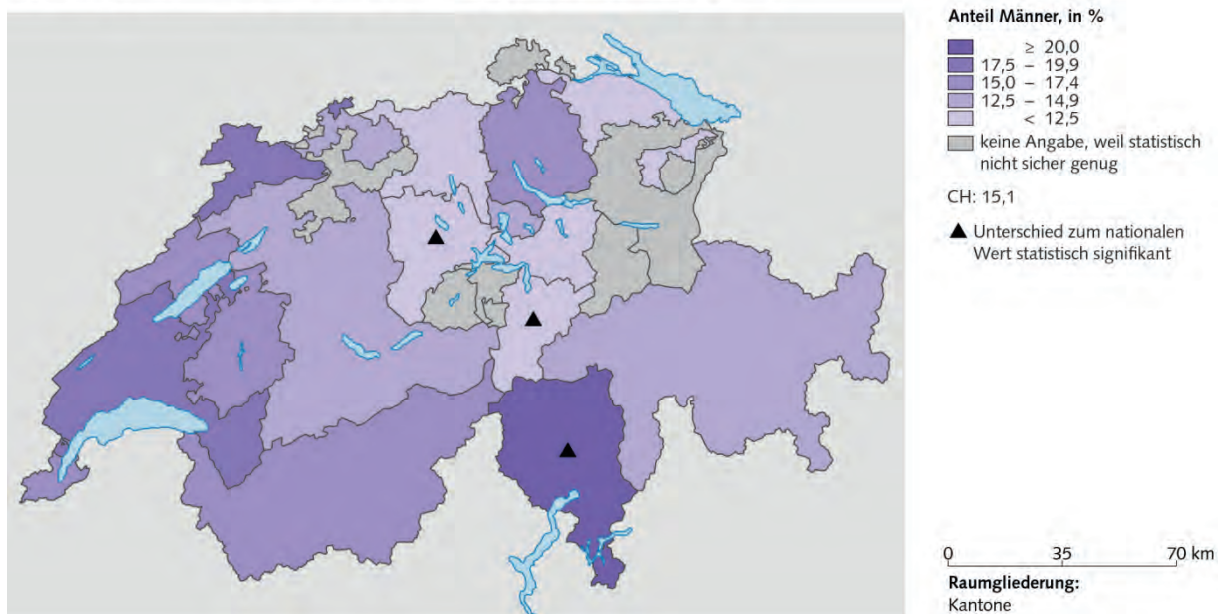 Anteil Männer, in %
≥ 20,0
17,5 – 19,9
15,0 – 17,4
12,5 – 14,9
< 12,5
keine Angabe, weil statistisch
nicht sicher genug
CH: 15,1
▲ Unterschied zum nationalen
Wert statistisch signifikant
0 35 70 km
Raumgliederung:
Kantone